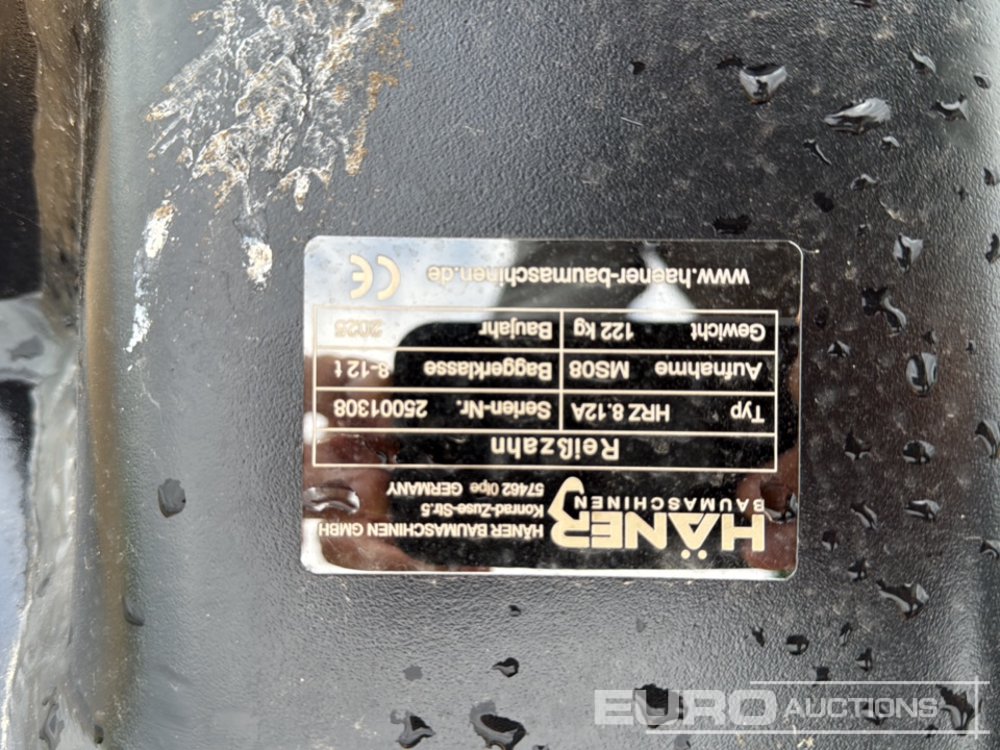 HÄNER
BAUMASCHINEN
HÄNER BAUMASCHINEN GMBH
Konrad-Zuse-Str.5
57462 Olpe GERMANY
Reißzahn
Typ HRZ 8.12A Serien-Nr. 25001308
Aufnahme MS08 Baggerklasse 8-12 t
Gewicht 122 kg Baujahr 2025
www.haener-baumaschinen.de CE
EURO AUCTIONS